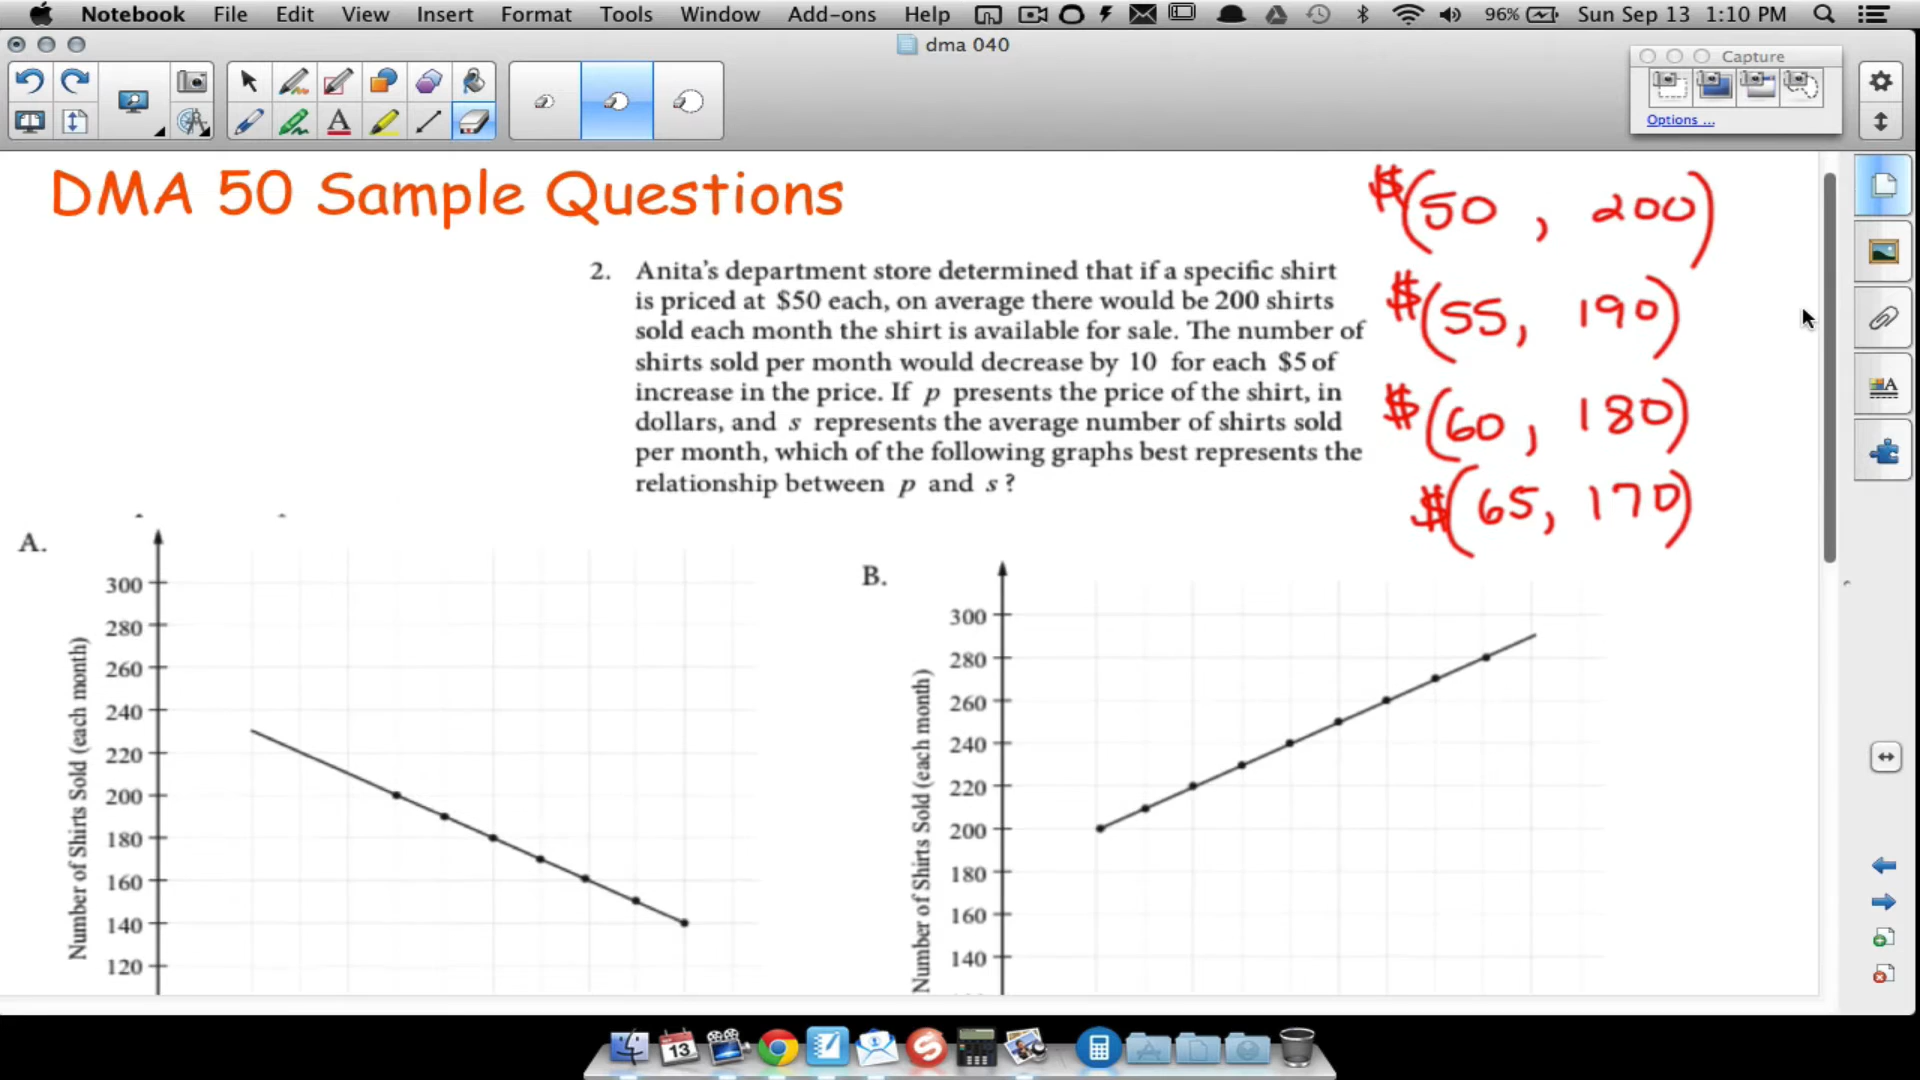 Notebook File Edit View Insert Format Tools Window Add-ons Help 96% Sun Sep 13 1:10 PM
dma 040
Capture
Options ...
DMA 50 Sample Questions
$(50 , 200)
$(55, 190)
$(60, 180)
$(65, 170)
2. Anita's department store determined that if a specific shirt
is priced at $50 each, on average there would be 200 shirts
sold each month the shirt is available for sale. The number of
shirts sold per month would decrease by 10 for each $5 of
increase in the price. If p presents the price of the shirt, in
dollars, and s represents the average number of shirts sold
per month, which of the following graphs best represents the
relationship between p and s ?
A.
Number of Shirts Sold (each month)
300
280
260
240
220
200
180
160
140
120
B.
Number of Shirts Sold (each month)
300
280
260
240
220
200
180
160
140
13